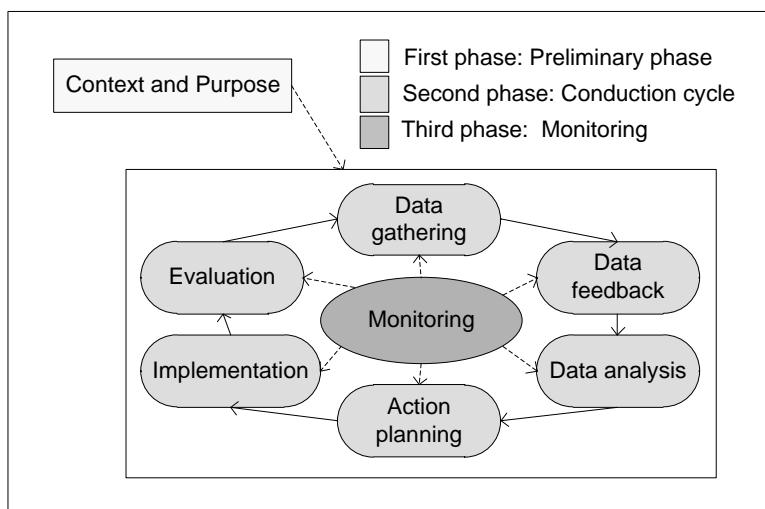 First phase: Preliminary phase
Context and Purpose
Second phase: Conduction cycle
Third phase:  Monitoring
Data
gathering
Evaluation
Data
feedback
Monitoring
Implementation
Data analysis
Action
planning